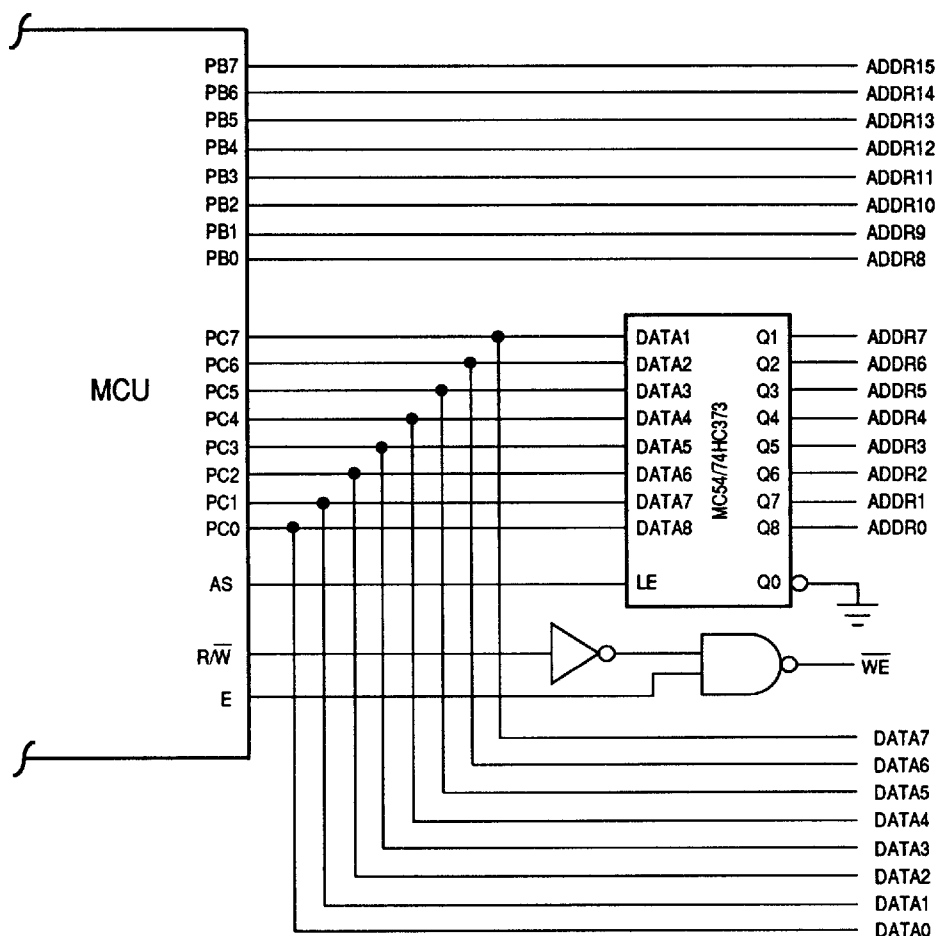 PB7 ADDR15
PB6 ADDR14
PB5 ADDR13
PB4 ADDR12
PB3 ADDR11
PB2 ADDR10
PB1 ADDR9
PB0 ADDR8
MCU
PC7 DATA1 Q1 ADDR7
PC6 DATA2 Q2 ADDR6
PC5 DATA3 Q3 ADDR5
PC4 DATA4 Q4 ADDR4
PC3 DATA5 Q5 ADDR3
PC2 DATA6 Q6 ADDR2
PC1 DATA7 Q7 ADDR1
PC0 DATA8 Q8 ADDR0
MC54/74HC373
AS LE Q0
R/W̅ W̅E̅
E
DATA7
DATA6
DATA5
DATA4
DATA3
DATA2
DATA1
DATA0